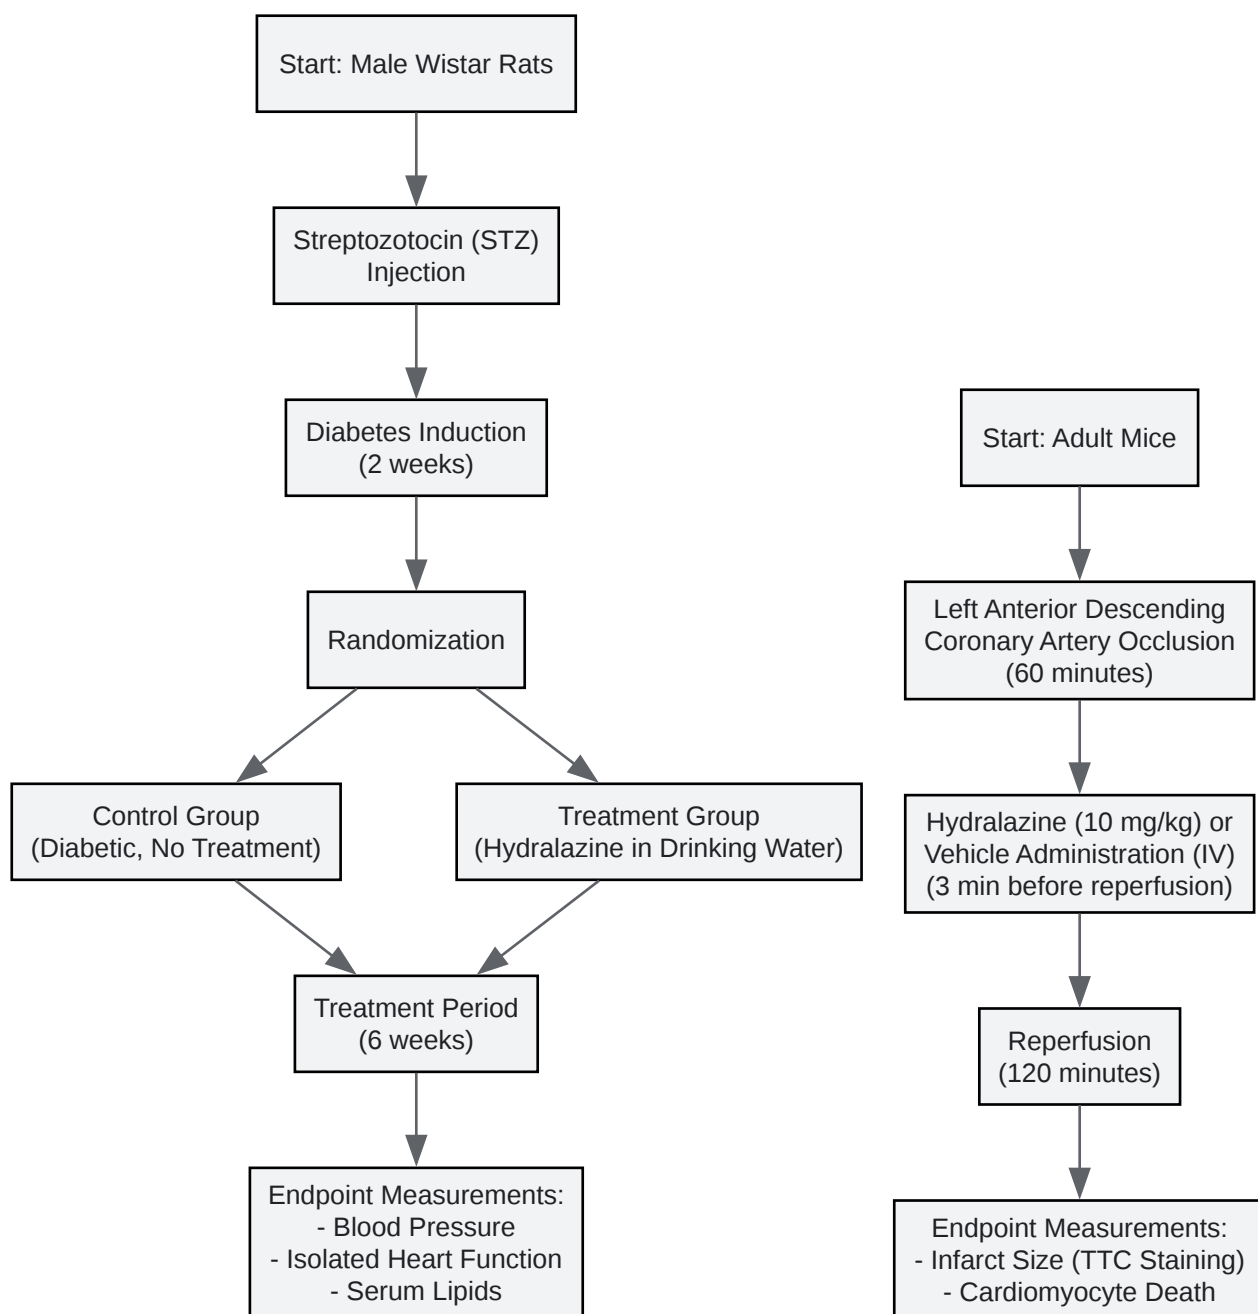 Start: Male Wistar Rats
Streptozotocin (STZ)
Injection
Diabetes Induction
(2 weeks)
Randomization
Control Group
(Diabetic, No Treatment)
Treatment Group
(Hydralazine in Drinking Water)
Treatment Period
(6 weeks)
Endpoint Measurements:
- Blood Pressure
- Isolated Heart Function
- Serum Lipids
Start: Adult Mice
Left Anterior Descending
Coronary Artery Occlusion
(60 minutes)
Hydralazine (10 mg/kg) or
Vehicle Administration (IV)
(3 min before reperfusion)
Reperfusion
(120 minutes)
Endpoint Measurements:
- Infarct Size (TTC Staining)
- Cardiomyocyte Death